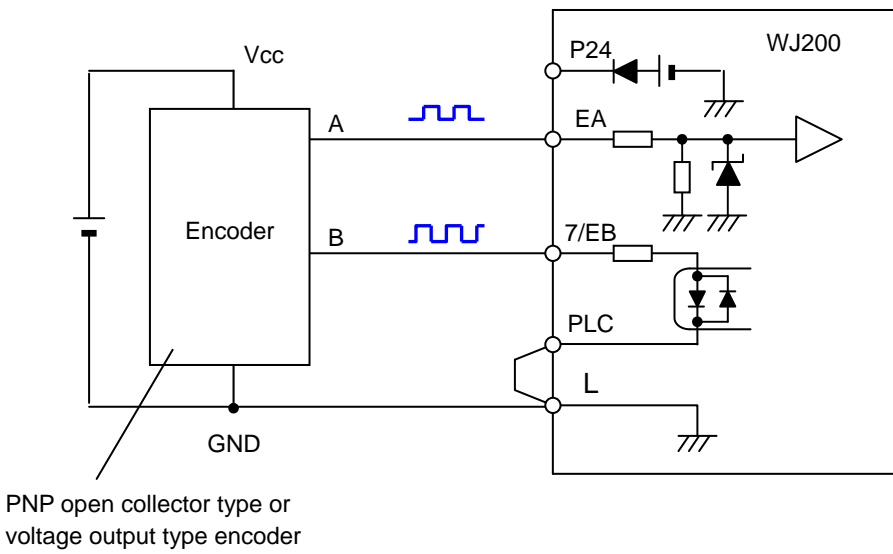 Vcc
P24
WJ200
A
EA
Encoder
B
7/EB
PLC
L
GND
PNP open collector type or
voltage output type encoder